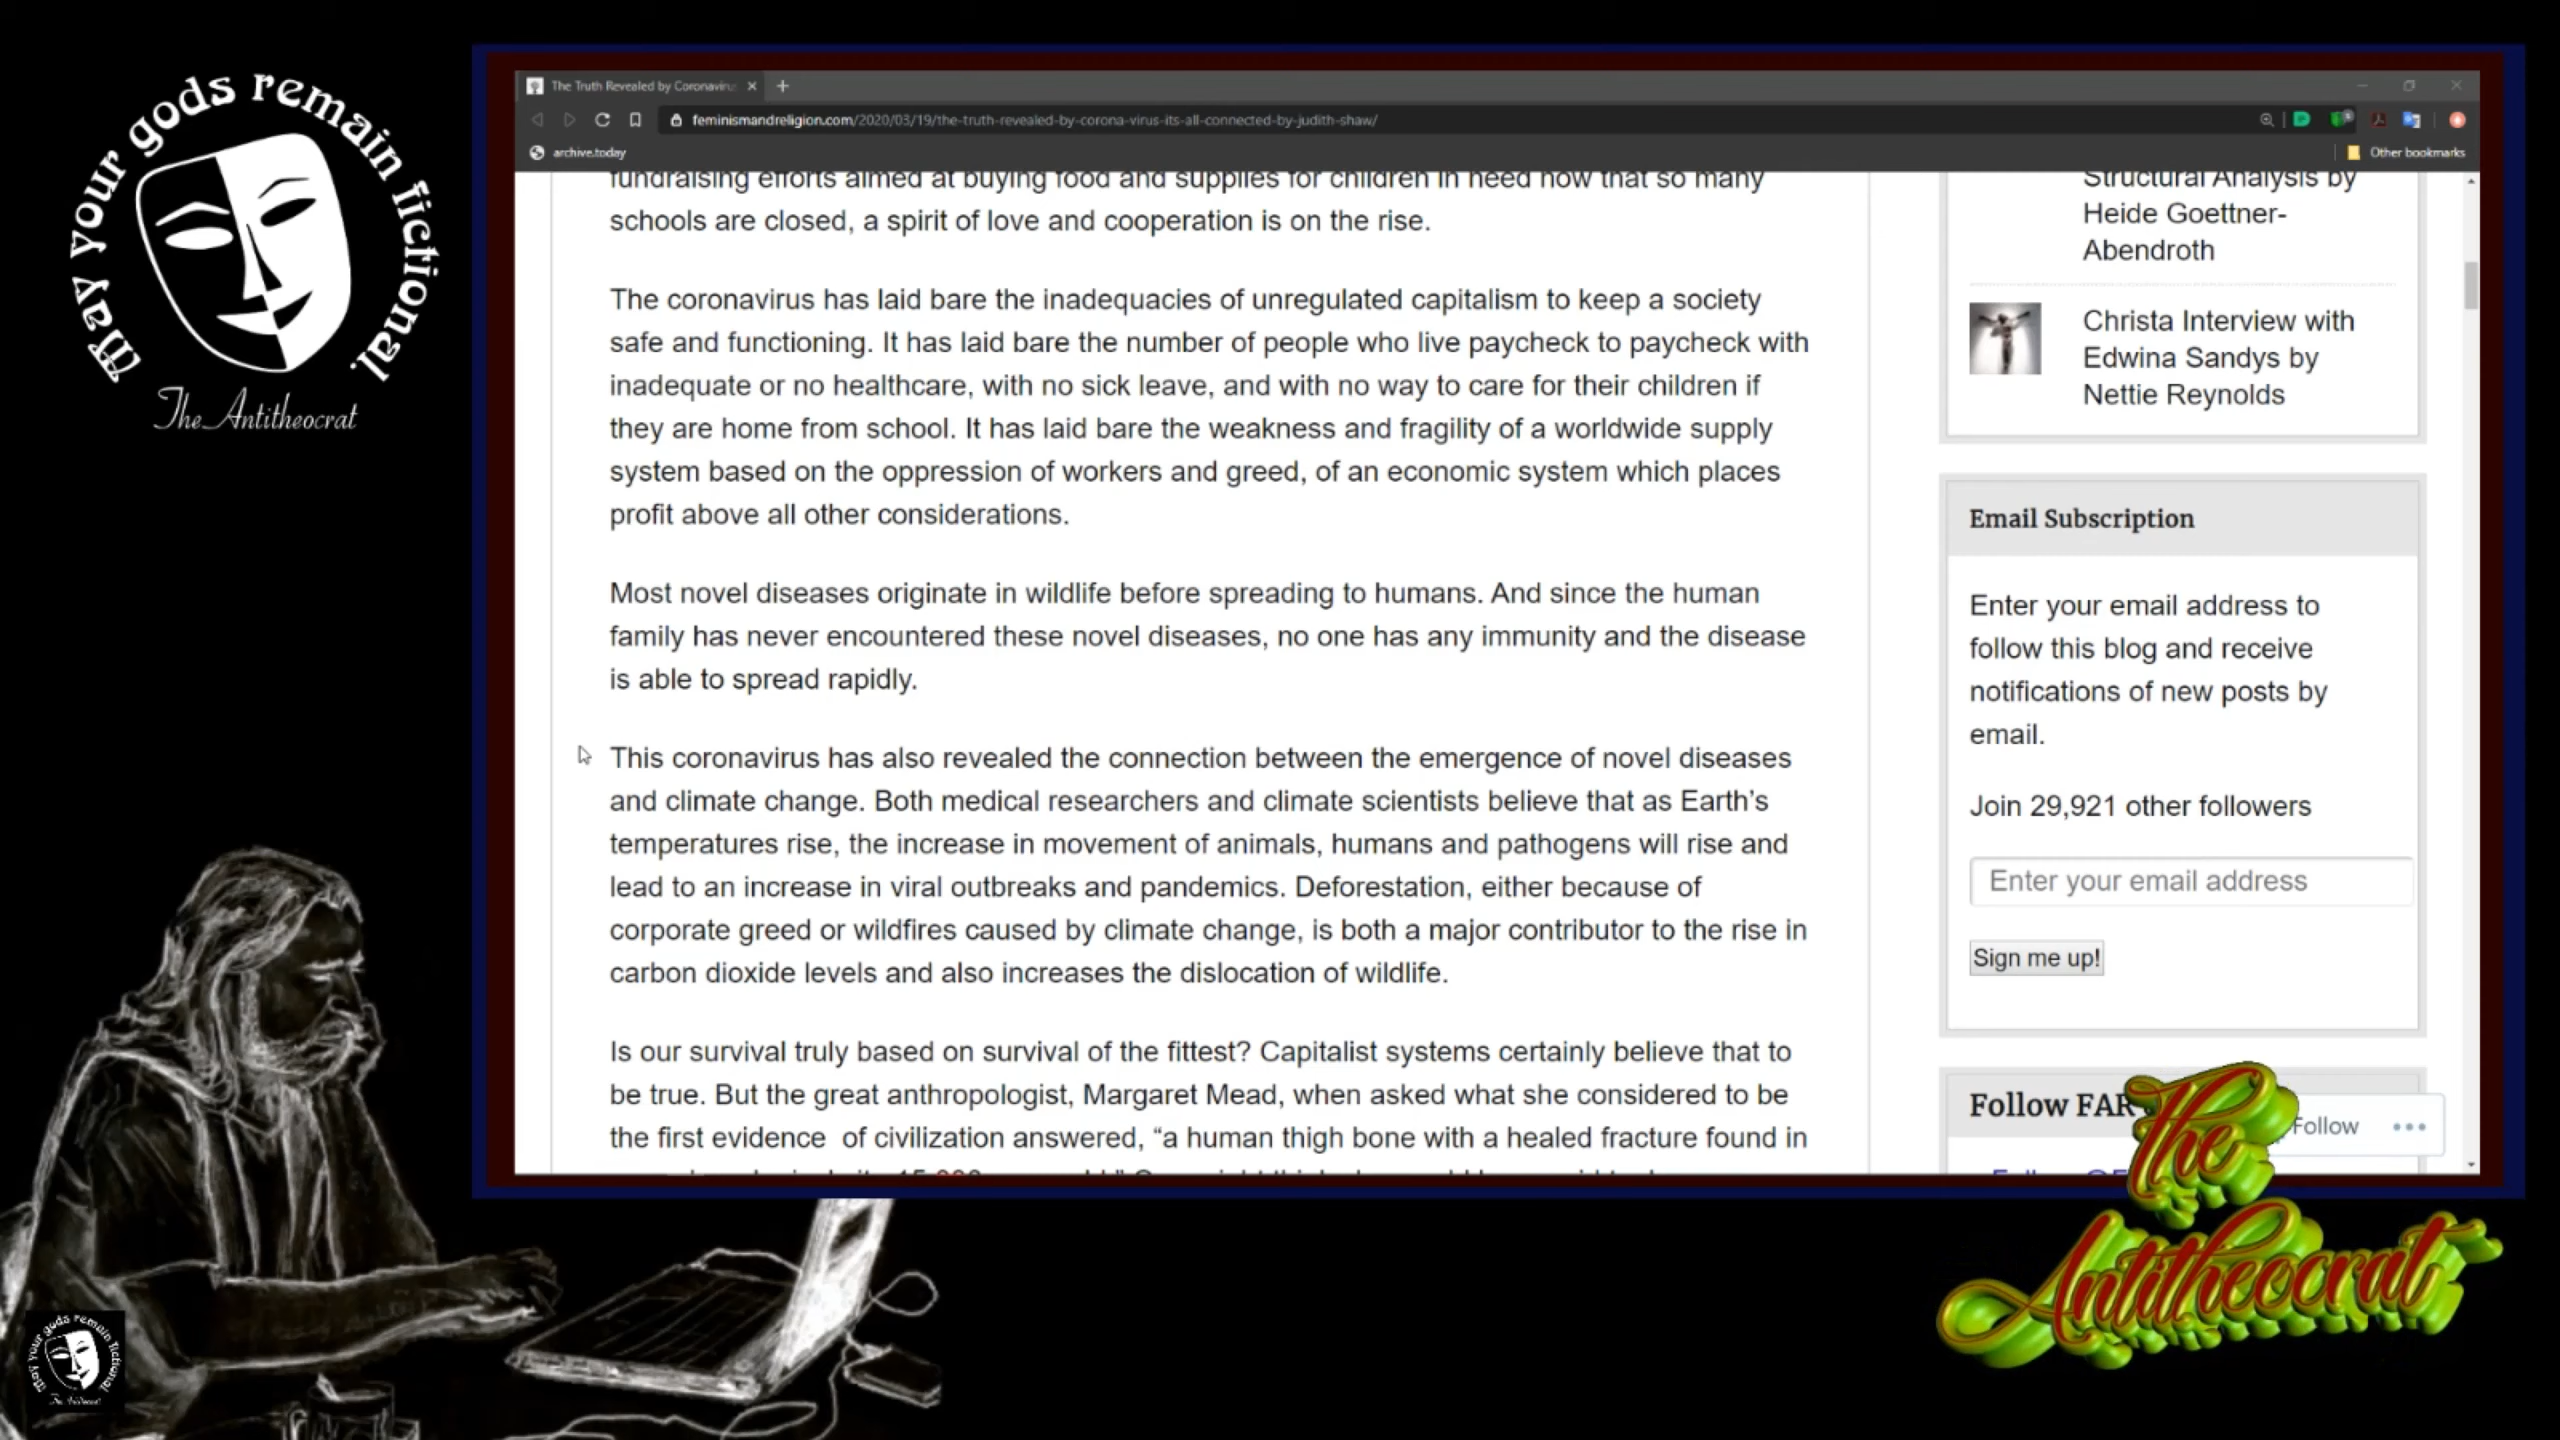 May your gods remain fictional.
The Antitheocrat
The Truth Revealed by Coronavirus
feminismandreligion.com/2020/03/19/the-truth-revealed-by-corona-virus-its-all-connected-by-judith-shaw/
archive.today
Other bookmarks
fundraising efforts aimed at buying food and supplies for children in need now that so many
schools are closed, a spirit of love and cooperation is on the rise.
The coronavirus has laid bare the inadequacies of unregulated capitalism to keep a society
safe and functioning. It has laid bare the number of people who live paycheck to paycheck with
inadequate or no healthcare, with no sick leave, and with no way to care for their children if
they are home from school. It has laid bare the weakness and fragility of a worldwide supply
system based on the oppression of workers and greed, of an economic system which places
profit above all other considerations.
Most novel diseases originate in wildlife before spreading to humans. And since the human
family has never encountered these novel diseases, no one has any immunity and the disease
is able to spread rapidly.
This coronavirus has also revealed the connection between the emergence of novel diseases
and climate change. Both medical researchers and climate scientists believe that as Earth's
temperatures rise, the increase in movement of animals, humans and pathogens will rise and
lead to an increase in viral outbreaks and pandemics. Deforestation, either because of
corporate greed or wildfires caused by climate change, is both a major contributor to the rise in
carbon dioxide levels and also increases the dislocation of wildlife.
Is our survival truly based on survival of the fittest? Capitalist systems certainly believe that to
be true. But the great anthropologist, Margaret Mead, when asked what she considered to be
the first evidence  of civilization answered, “a human thigh bone with a healed fracture found in
Structural Analysis by
Heide Goettner-
Abendroth
Christa Interview with
Edwina Sandys by
Nettie Reynolds
Email Subscription
Enter your email address to
follow this blog and receive
notifications of new posts by
email.
Join 29,921 other followers
Enter your email address
Sign me up!
Follow FAR
Follow
The
Antitheocrat
May your gods remain fictional.
The Antitheocrat